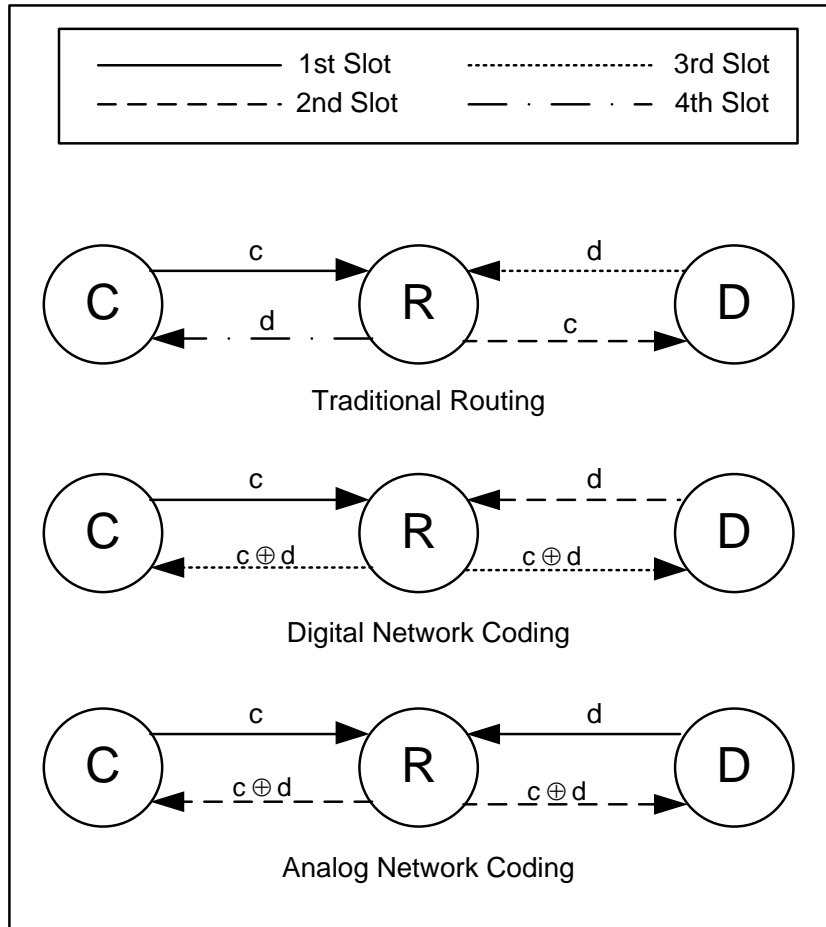 1st Slot 3rd Slot
2nd Slot 4th Slot
c d
C R D
d c
Traditional Routing
c d
C R D
c ⊕ d c ⊕ d
Digital Network Coding
c d
C R D
c ⊕ d c ⊕ d
Analog Network Coding